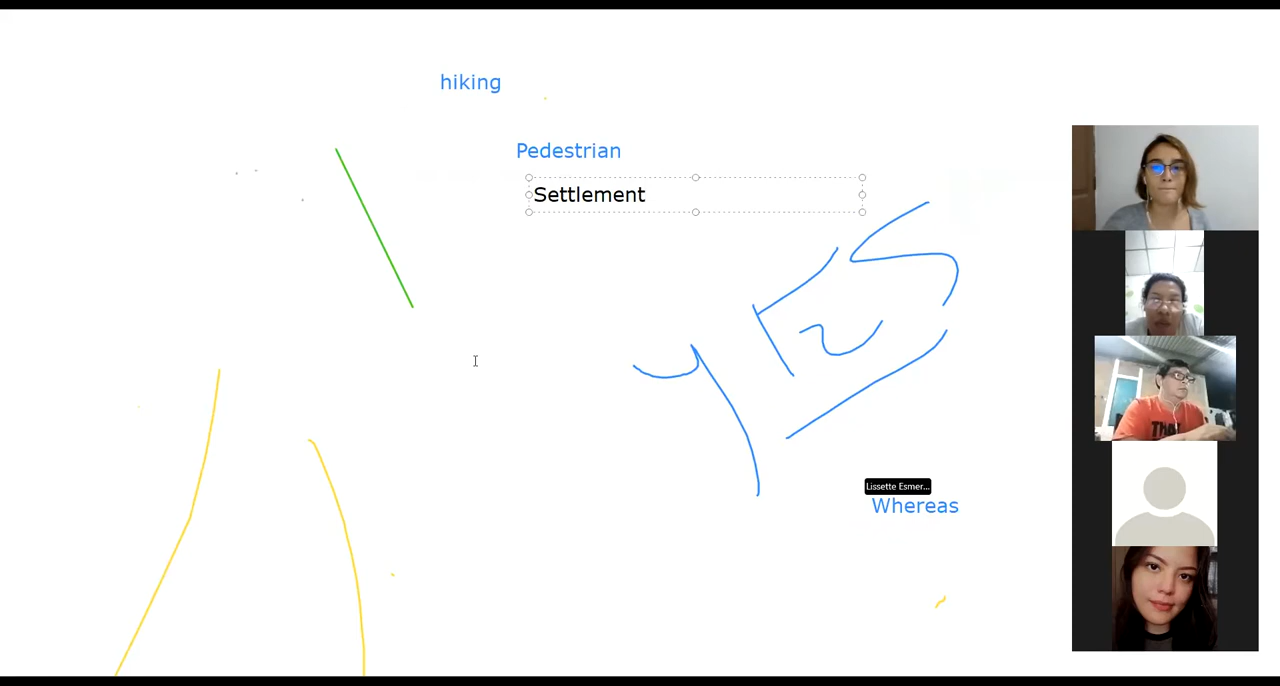 hiking
Pedestrian
Settlement
YES
Lissette Esmer...
Whereas
THA